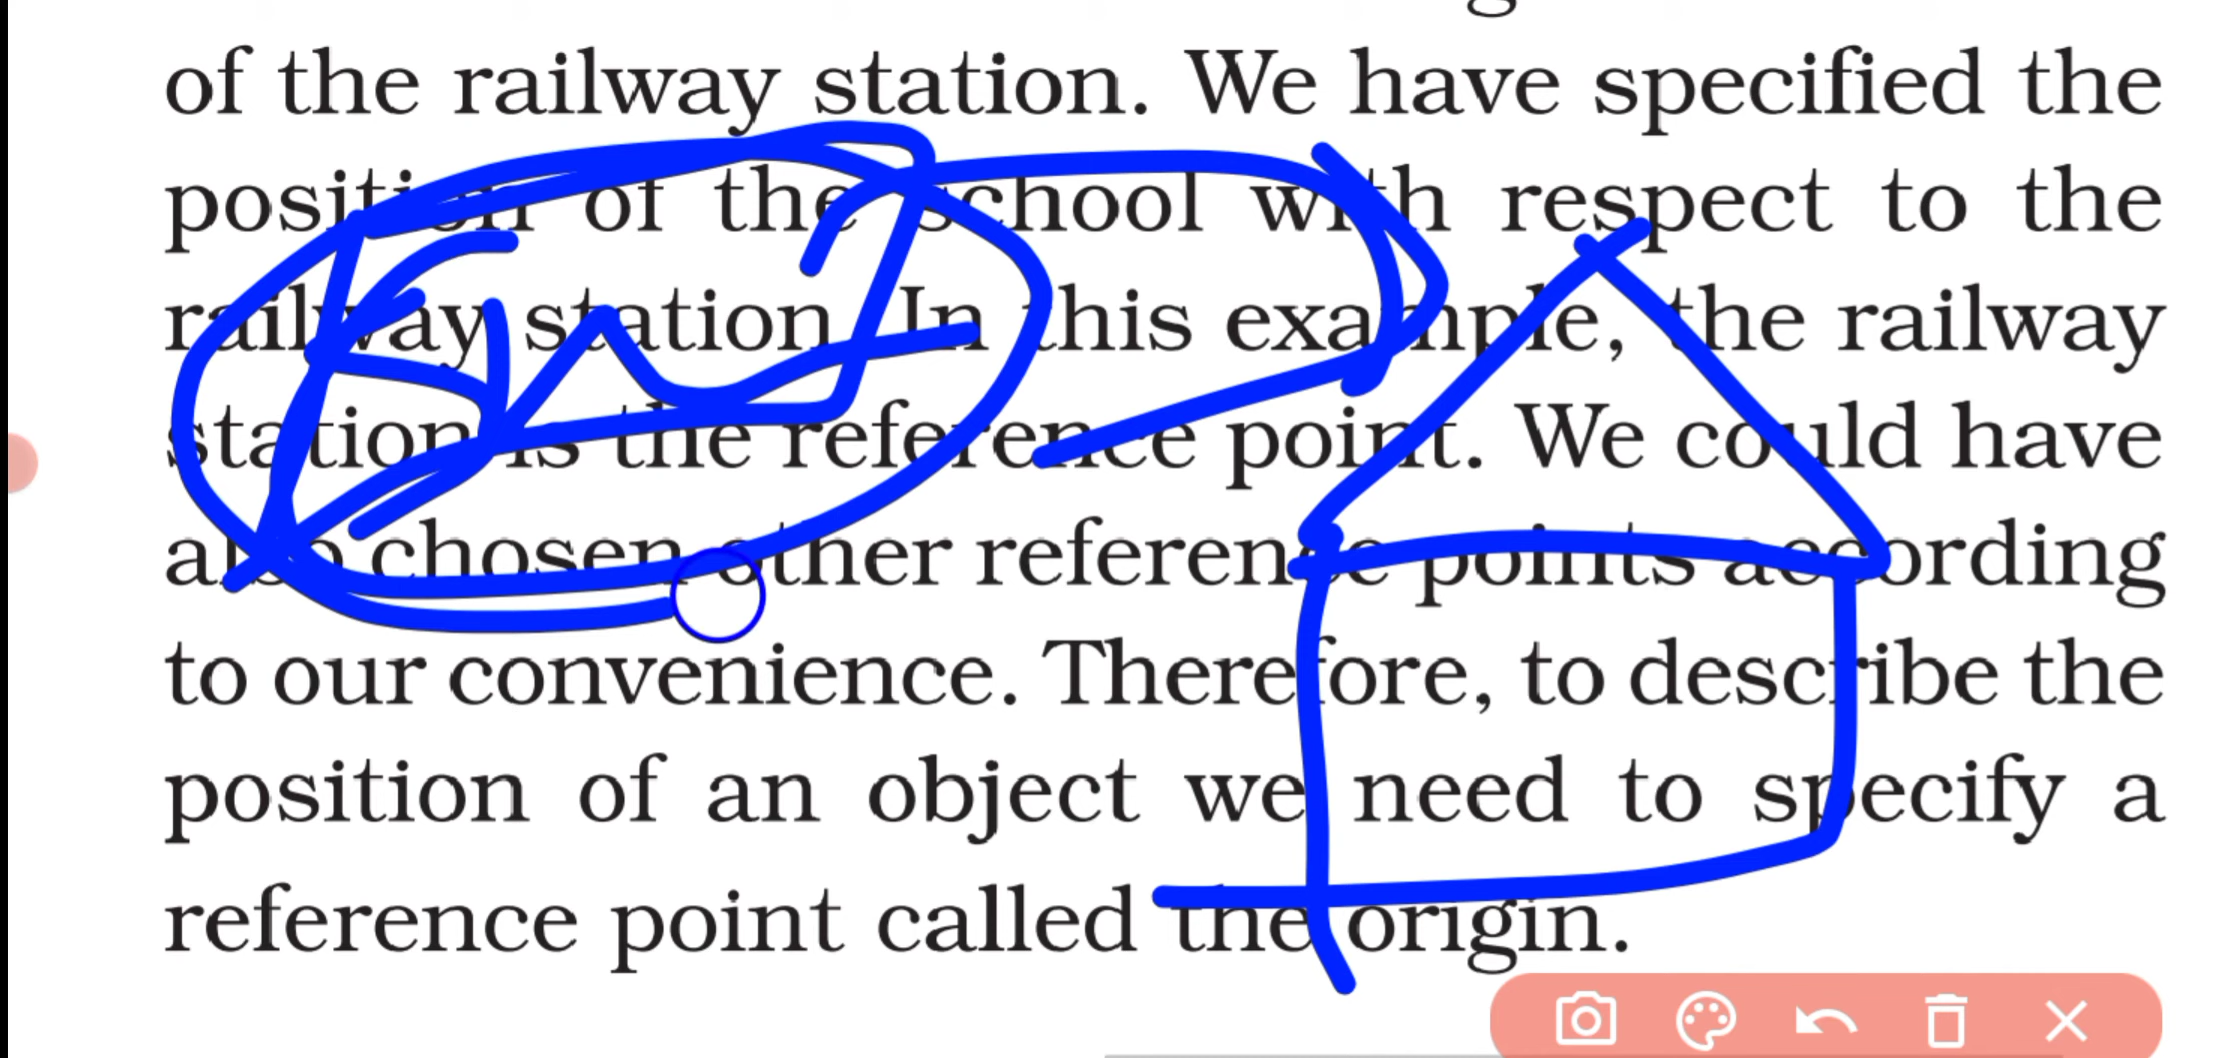 of the railway station. We have specified the
position of the school with respect to the
railway station. In this example, the railway
station is the reference point. We could have
also chosen other reference points according
to our convenience. Therefore, to describe the
position of an object we need to specify a
reference point called the origin.